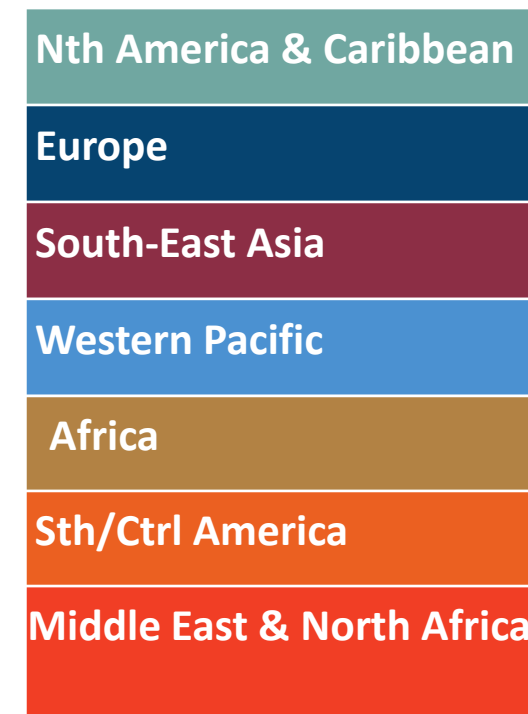 Nth America & Caribbean
Europe
South-East Asia
Western Pacific
Africa
Sth/Ctrl America
Middle East & North Africa